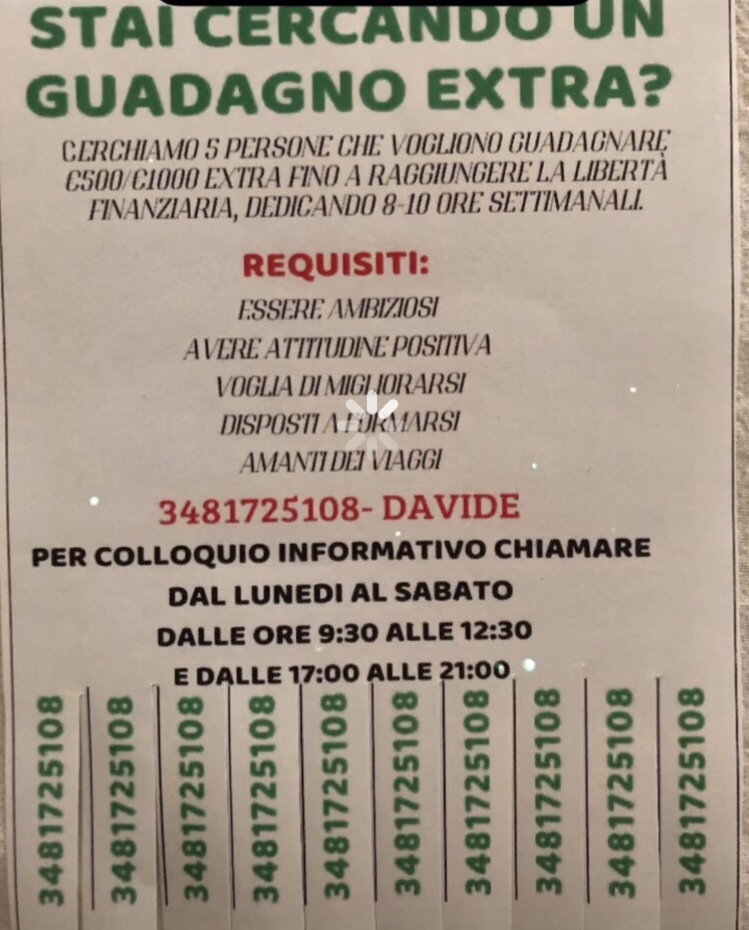 STAI CERCANDO UN
GUADAGNO EXTRA?
CERCHIAMO 5 PERSONE CHE VOGLIONO GUADAGNARE
€500/€1000 EXTRA FINO A RAGGIUNGERE LA LIBERTÀ
FINANZIARIA, DEDICANDO 8-10 ORE SETTIMANALI.
REQUISITI:
ESSERE AMBIZIOSI
AVERE ATTITUDINE POSITIVA
VOGLIA DI MIGLIORARSI
DISPOSTI A FORMARSI
AMANTI DEI VIAGGI
3481725108- DAVIDE
PER COLLOQUIO INFORMATIVO CHIAMARE
DAL LUNEDI AL SABATO
DALLE ORE 9:30 ALLE 12:30
E DALLE 17:00 ALLE 21:00
3481725108
3481725108
3481725108
3481725108
3481725108
3481725108
3481725108
3481725108
3481725108
3481725108